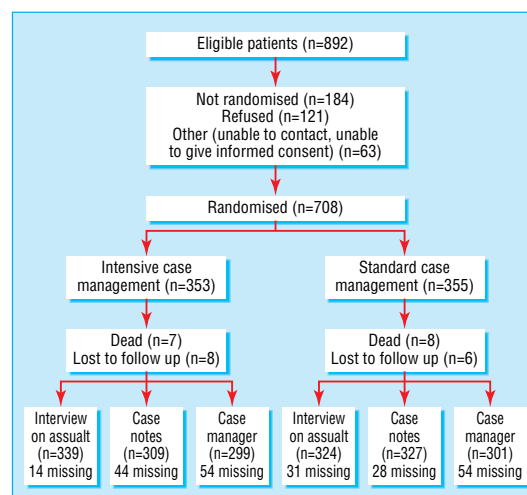 Eligible patients (n=892)
Not randomised (n=184)
Refused (n=121)
Other (unable to contact, unable
to give informed consent) (n=63)
Randomised (n=708)
Intensive case
management (n=353)
Standard case
management (n=355)
Dead (n=7)
Lost to follow up (n=8)
Dead (n=8)
Lost to follow up (n=6)
Interview
on assualt
(n=339)
14 missing
Case
notes
(n=309)
44 missing
Case
manager
(n=299)
54 missing
Interview
on assualt
(n=324)
31 missing
Case
notes
(n=327)
28 missing
Case
manager
(n=301)
54 missing